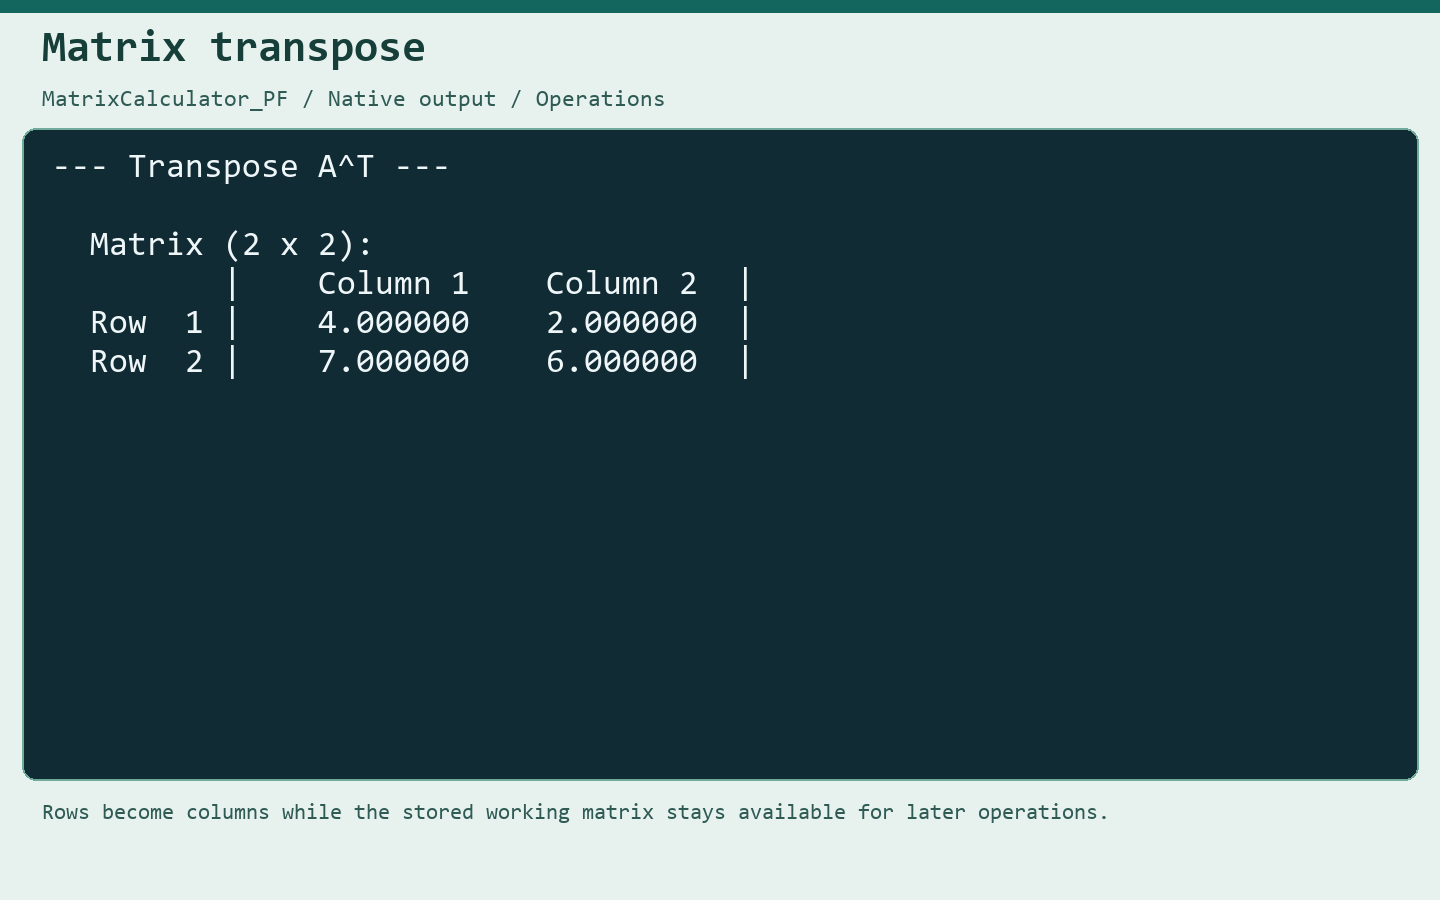 Matrix transpose
MatrixCalculator_PF / Native output / Operations
--- Transpose A^T ---
Matrix (2 x 2):
| Column 1 Column 2 |
Row 1 | 4.000000 2.000000 |
Row 2 | 7.000000 6.000000 |
Rows become columns while the stored working matrix stays available for later operations.